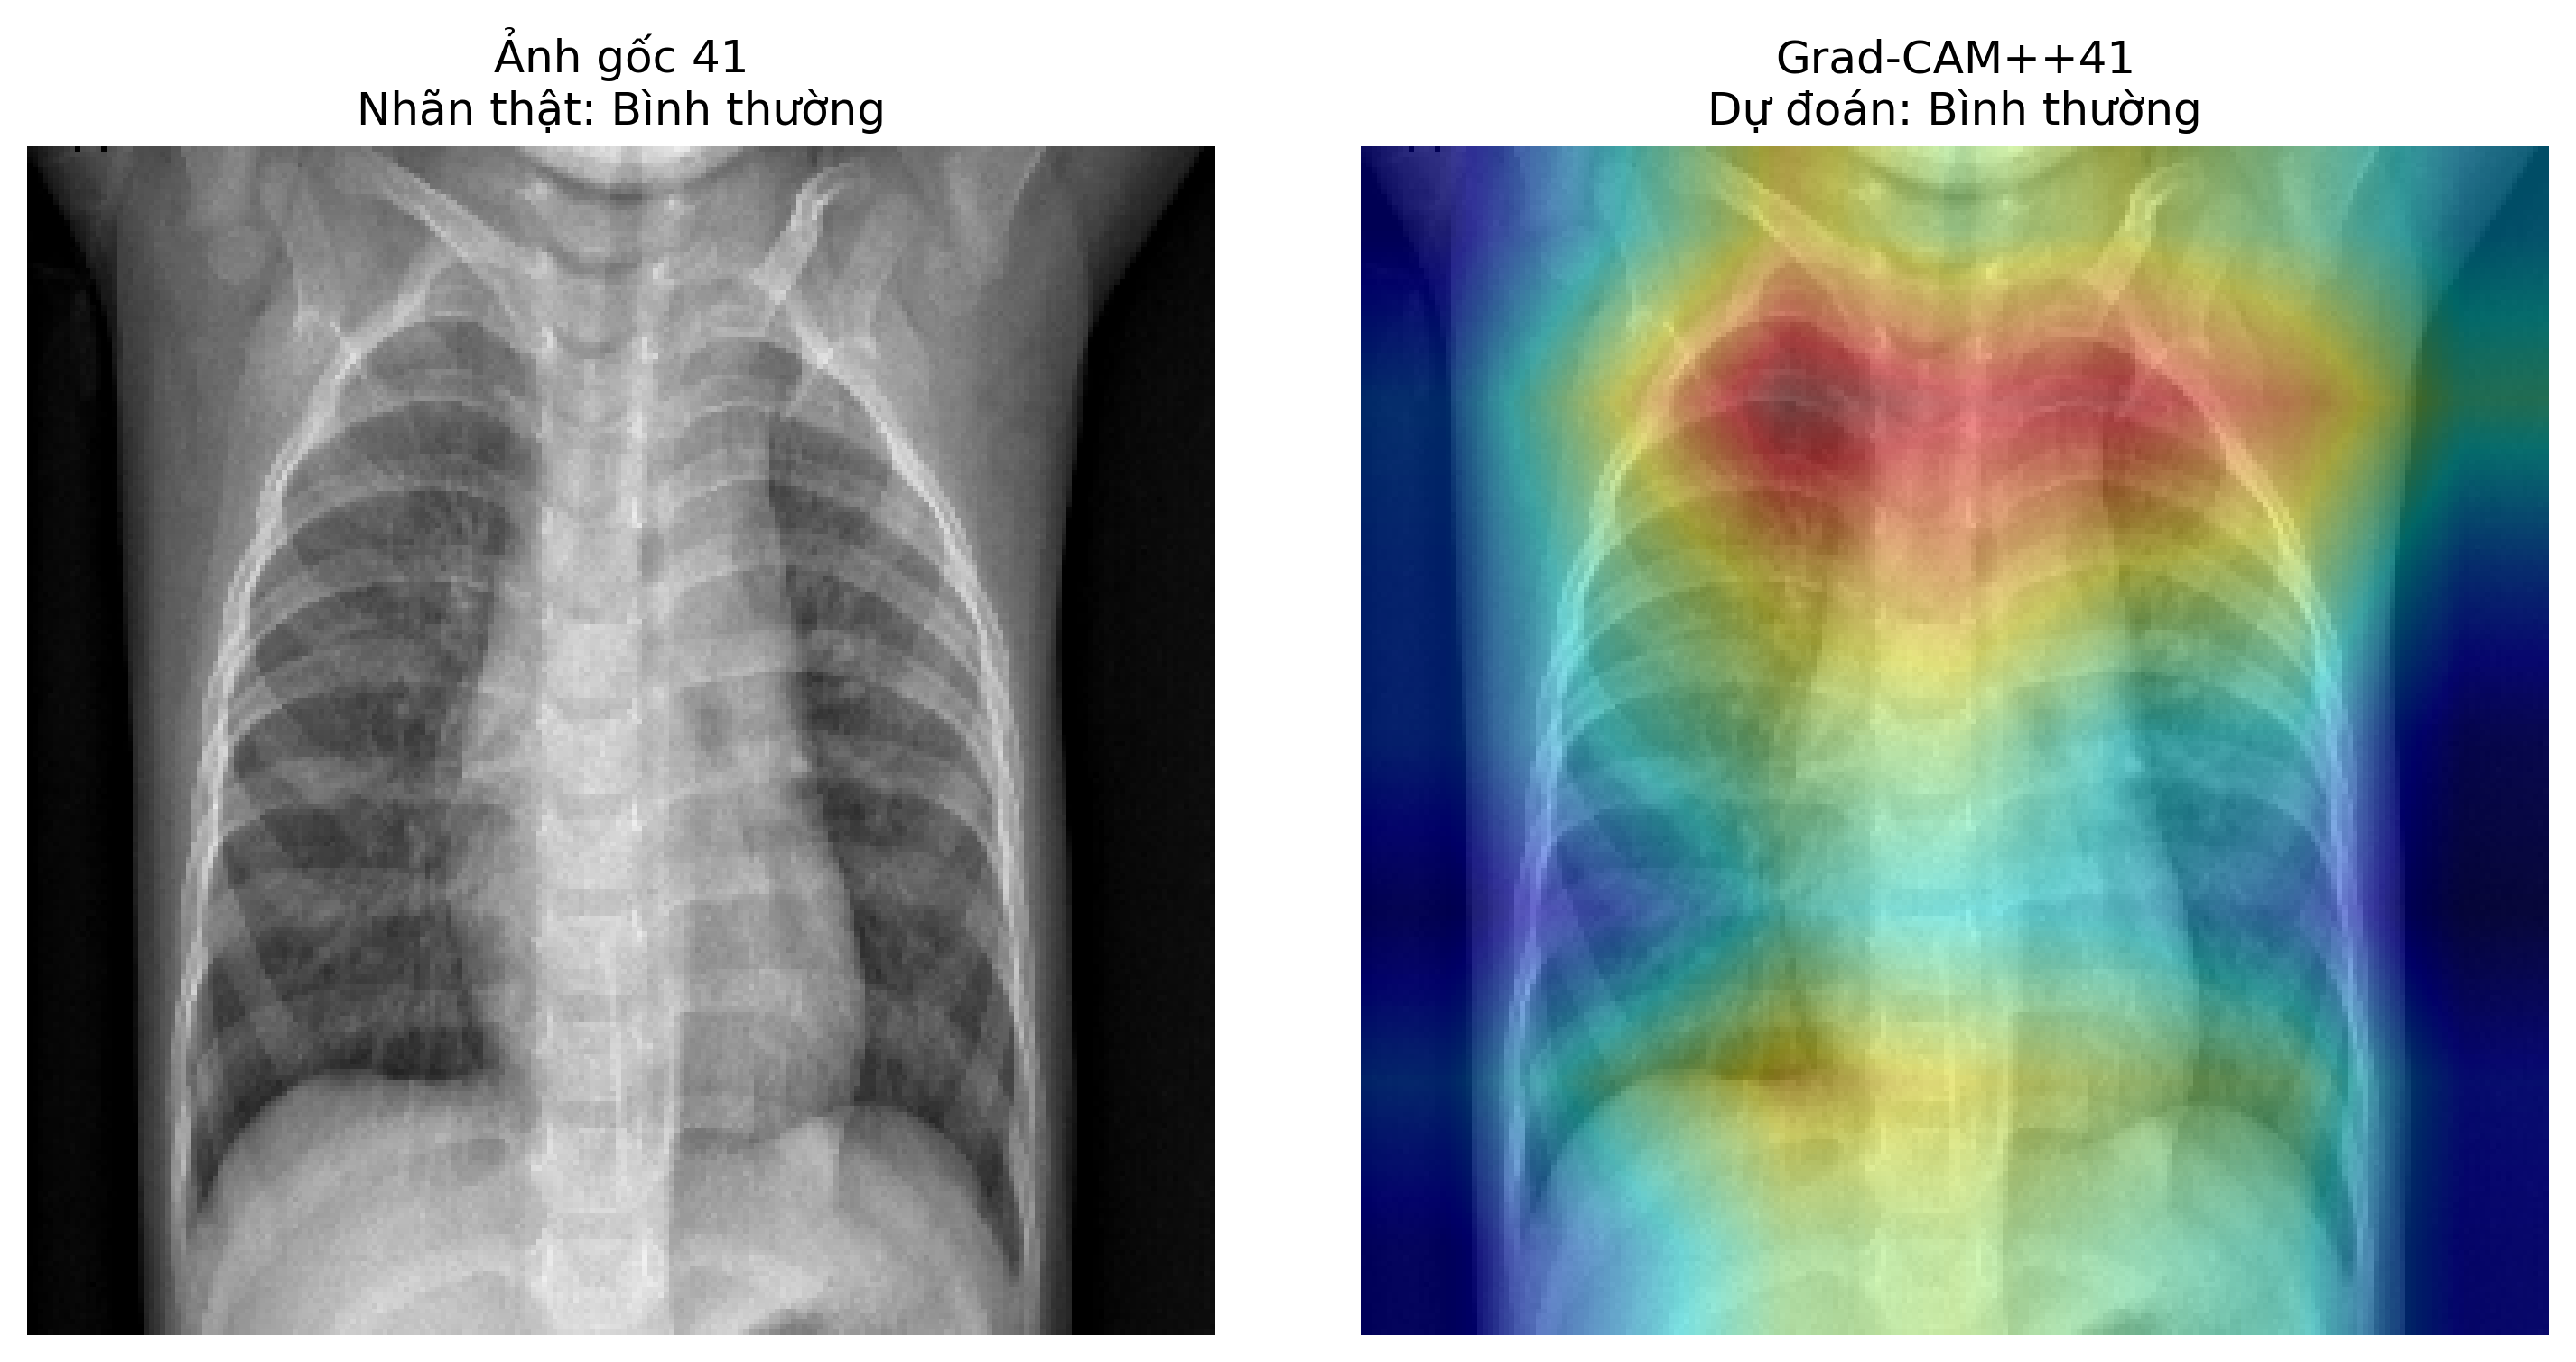 Ảnh gốc 41
Nhãn thật: Bình thường
Grad-CAM++41
Dự đoán: Bình thường